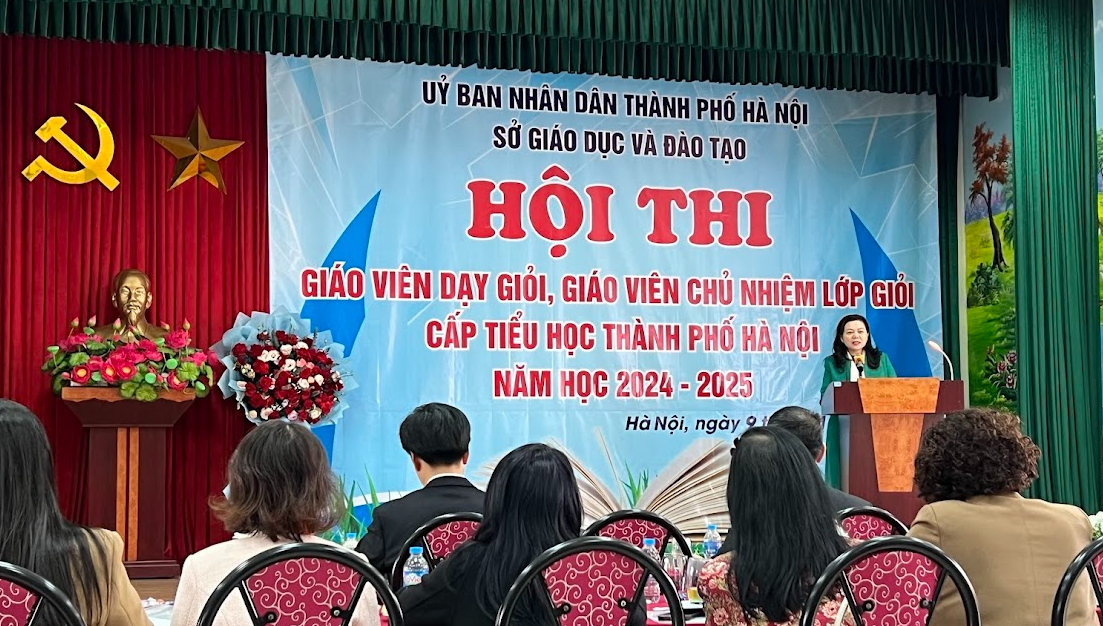 UỶ BAN NHÂN DÂN THÀNH PHỐ HÀ NỘI
SỞ GIÁO DỤC VÀ ĐÀO TẠO
HỘI THI
GIÁO VIÊN DẠY GIỎI, GIÁO VIÊN CHỦ NHIỆM LỚP GIỎI
CẤP TIỂU HỌC THÀNH PHỐ HÀ NỘI
NĂM HỌC 2024 - 2025
Hà Nội, ngày 9